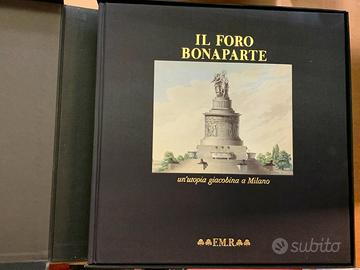 IL FORO
BONAPARTE
un'utopia giacobina a Milano
F.M.R.
subito